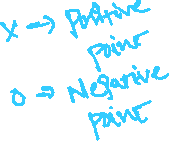 x → Positive
point
o → Negative
point